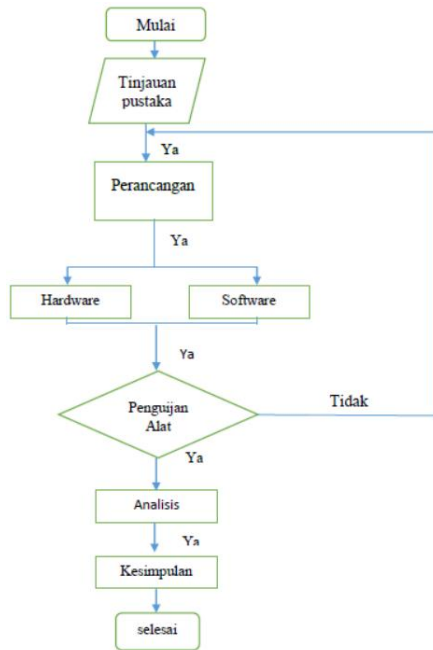 Mulai
Tinjauan
pustaka
Ya
Perancangan
Ya
Hardware
Software
Ya
Penguijan
Alat
Tidak
Ya
Analisis
Ya
Kesimpulan
selesai